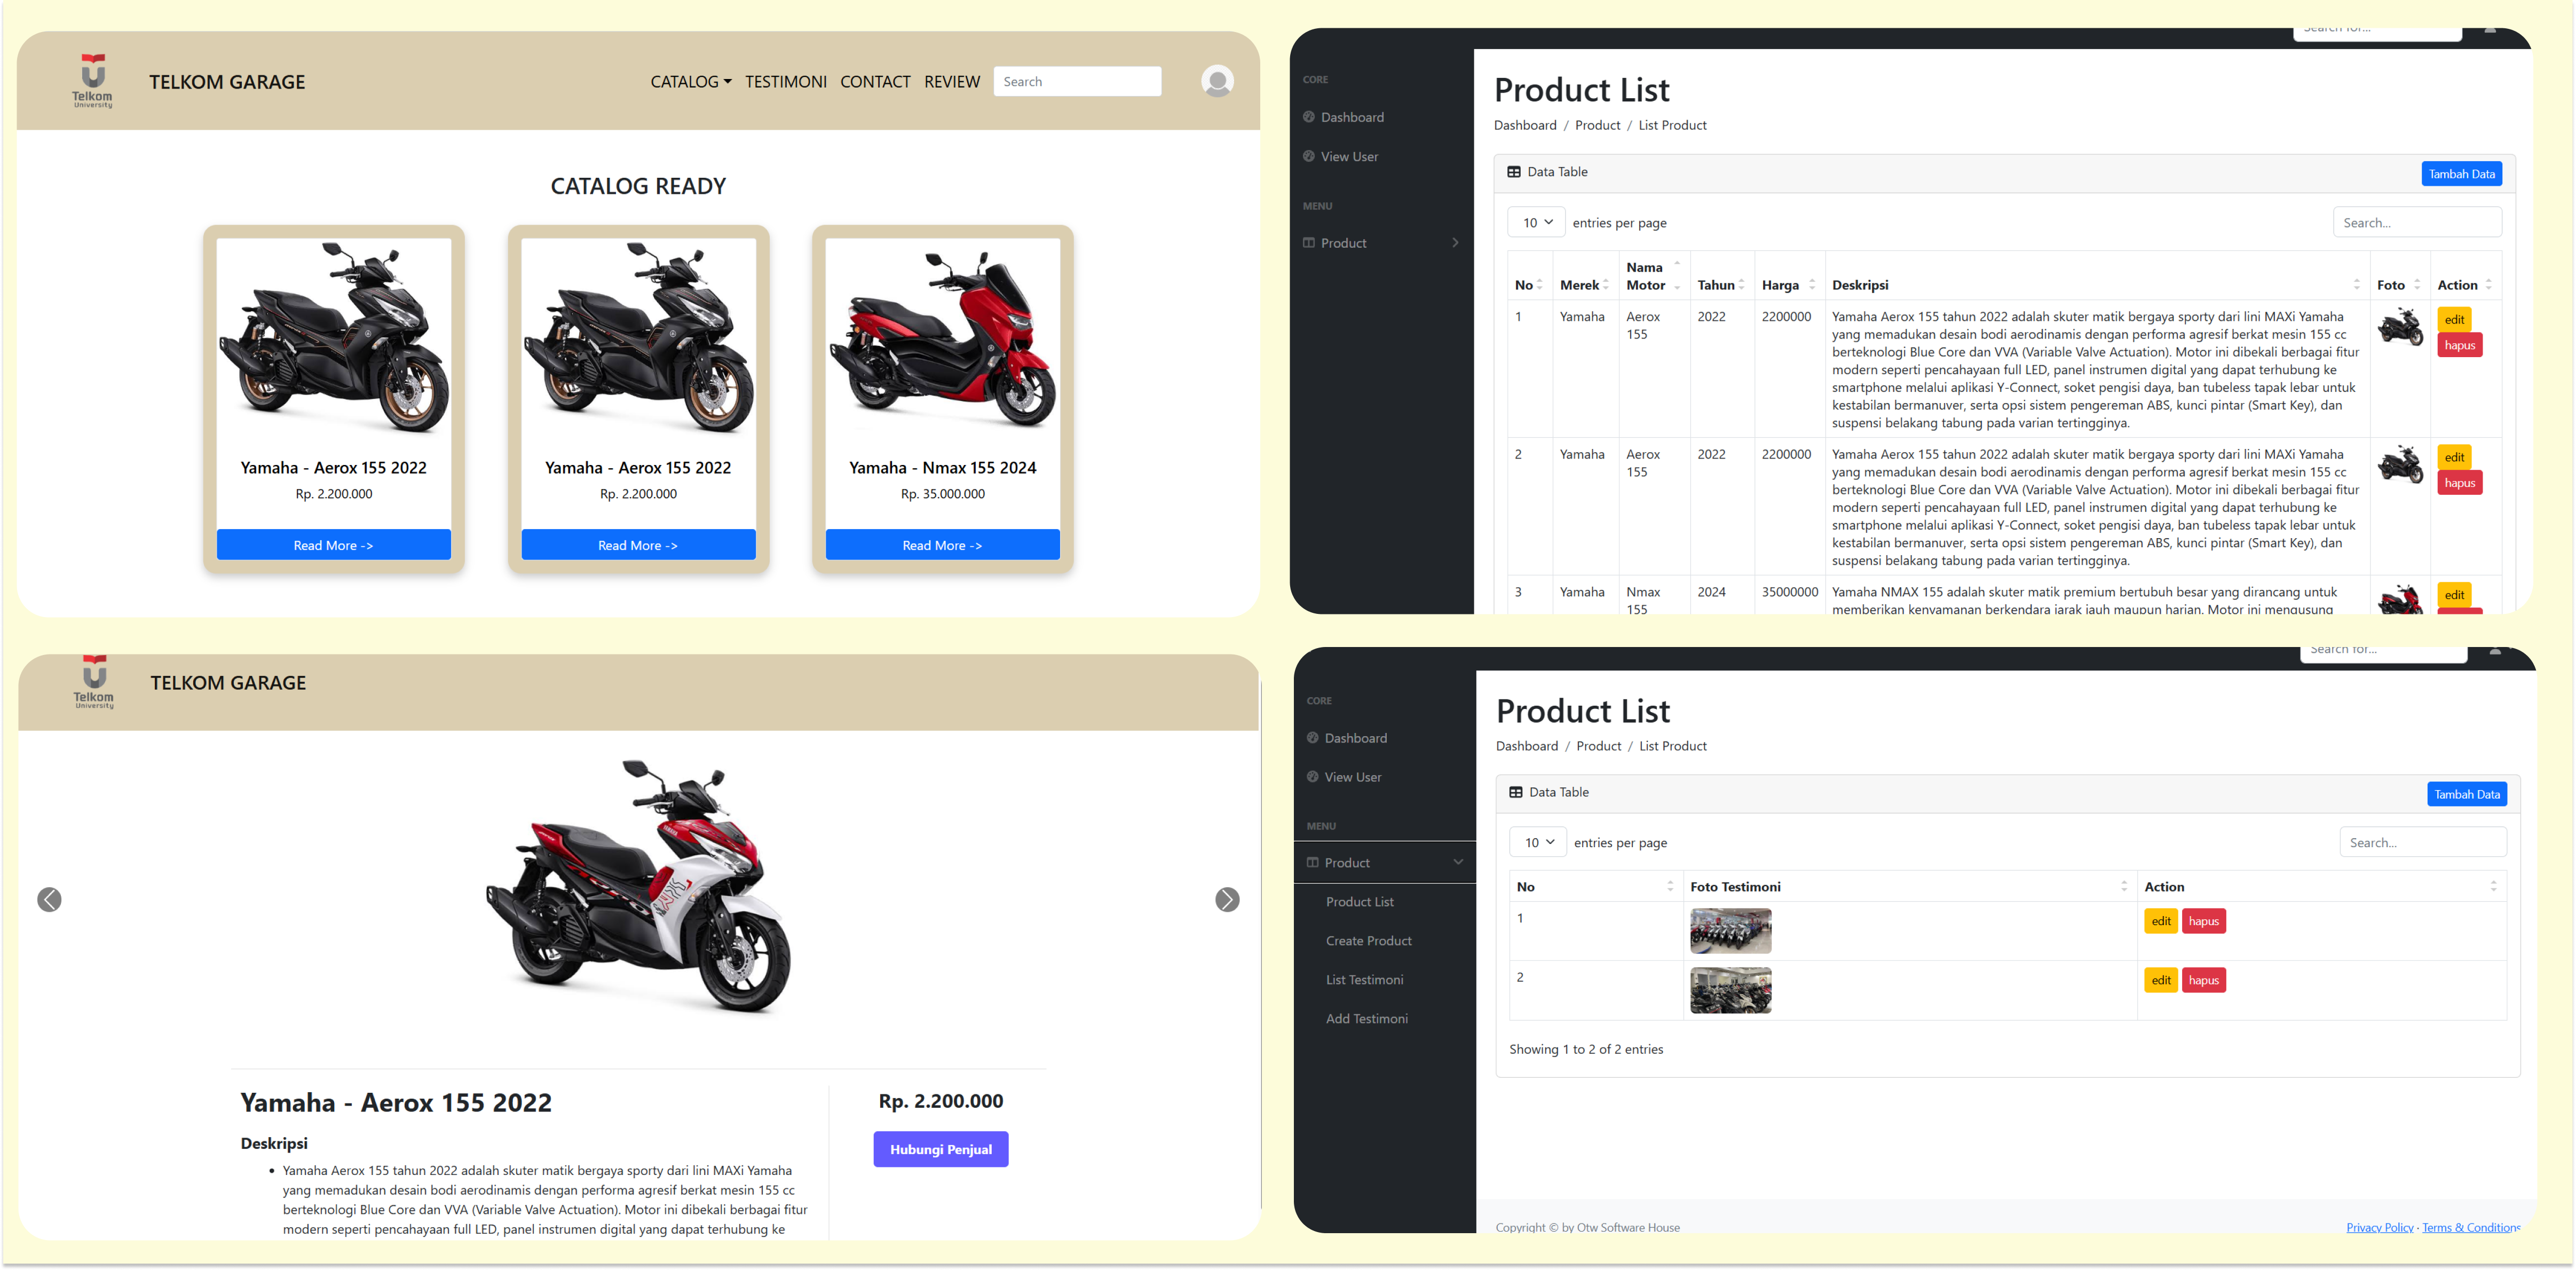 Telkom
University
TELKOM GARAGE
CATALOG
TESTIMONI
CONTACT
REVIEW
Search
CATALOG READY
Yamaha - Aerox 155 2022
Rp. 2.200.000
Read More ->
Yamaha - Aerox 155 2022
Rp. 2.200.000
Read More ->
Yamaha - Nmax 155 2024
Rp. 35.000.000
Read More ->
Search for...
CORE
Dashboard
View User
MENU
Product
Product List
Dashboard / Product / List Product
Data Table
Tambah Data
10 entries per page
Search...
No
Merek
Nama
Motor
Tahun
Harga
Deskripsi
Foto
Action
1
Yamaha
Aerox
155
2022
2200000
Yamaha Aerox 155 tahun 2022 adalah skuter matik bergaya sporty dari lini MAXi Yamaha
yang memadukan desain bodi aerodinamis dengan performa agresif berkat mesin 155 cc
berteknologi Blue Core dan VVA (Variable Valve Actuation). Motor ini dibekali berbagai fitur
modern seperti pencahayaan full LED, panel instrumen digital yang dapat terhubung ke
smartphone melalui aplikasi Y-Connect, soket pengisi daya, ban tubeless tapak lebar untuk
kestabilan bermanuver, serta opsi sistem pengereman ABS, kunci pintar (Smart Key), dan
suspensi belakang tabung pada varian tertingginya.
edit
hapus
2
Yamaha
Aerox
155
2022
2200000
Yamaha Aerox 155 tahun 2022 adalah skuter matik bergaya sporty dari lini MAXi Yamaha
yang memadukan desain bodi aerodinamis dengan performa agresif berkat mesin 155 cc
berteknologi Blue Core dan VVA (Variable Valve Actuation). Motor ini dibekali berbagai fitur
modern seperti pencahayaan full LED, panel instrumen digital yang dapat terhubung ke
smartphone melalui aplikasi Y-Connect, soket pengisi daya, ban tubeless tapak lebar untuk
kestabilan bermanuver, serta opsi sistem pengereman ABS, kunci pintar (Smart Key), dan
suspensi belakang tabung pada varian tertingginya.
edit
hapus
3
Yamaha
Nmax
155
2024
35000000
Yamaha NMAX 155 adalah skuter matik premium bertubuh besar yang dirancang untuk
memberikan kenyamanan berkendara jarak jauh maupun harian. Motor ini mengusung
edit
Telkom
University
TELKOM GARAGE
Yamaha - Aerox 155 2022
Deskripsi
Yamaha Aerox 155 tahun 2022 adalah skuter matik bergaya sporty dari lini MAXi Yamaha
yang memadukan desain bodi aerodinamis dengan performa agresif berkat mesin 155 cc
berteknologi Blue Core dan VVA (Variable Valve Actuation). Motor ini dibekali berbagai fitur
modern seperti pencahayaan full LED, panel instrumen digital yang dapat terhubung ke
Rp. 2.200.000
Hubungi Penjual
Search for...
CORE
Dashboard
View User
MENU
Product
Product List
Create Product
List Testimoni
Add Testimoni
Product List
Dashboard / Product / List Product
Data Table
Tambah Data
10 entries per page
Search...
No
Foto Testimoni
Action
1
edit
hapus
2
edit
hapus
Showing 1 to 2 of 2 entries
Copyright © by Otw Software House
Privacy Policy · Terms & Conditions